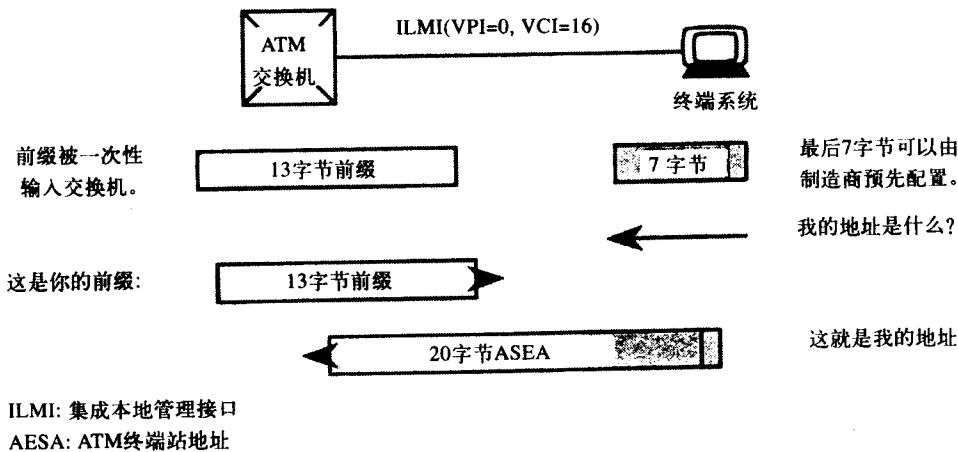 ILMI(VPI=0, VCI=16)
ATM
交换机
终端系统
前缀被一次性
输入交换机。
13字节前缀
7 字节
最后7字节可以由
制造商预先配置。
我的地址是什么?
这是你的前缀:
13字节前缀
20字节ASEA
这就是我的地址
ILMI: 集成本地管理接口
AESA: ATM终端站地址